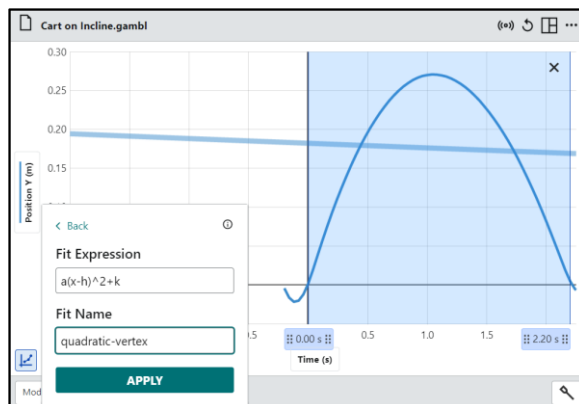 Cart on Incline.gambl
0.30
0.25
0.20
0.15
Position Y (m)
Back
Fit Expression
a(x-h)^2+k
Fit Name
quadratic-vertex
APPLY
0.5
0.00 s
0.5
1.0
1.5
2.20 s
Time (s)
Mod